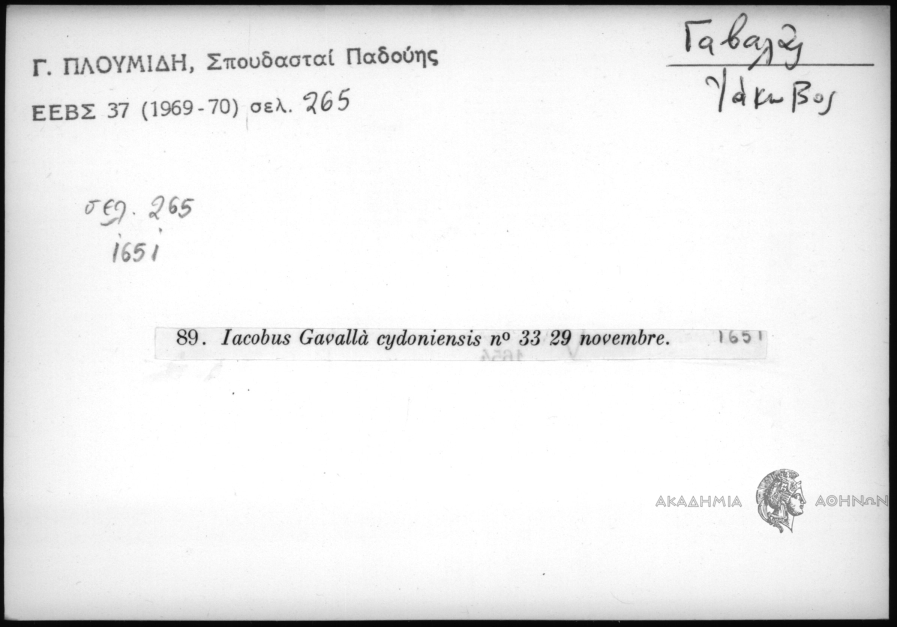 Γ. ΠΛΟΥΜΙΔΗ, Σπουδασταί Παδούης
ΕΕΒΣ 37 (1969-70) σελ. 265
Γαβαλᾶς
Ἰάκωβος
σελ. 265
1651
89. Iacobus Gavallà cydoniensis nº 33 29 novembre. 1651
1654
ΑΚΑΔΗΜΙΑ ΑΘΗΝΩΝ